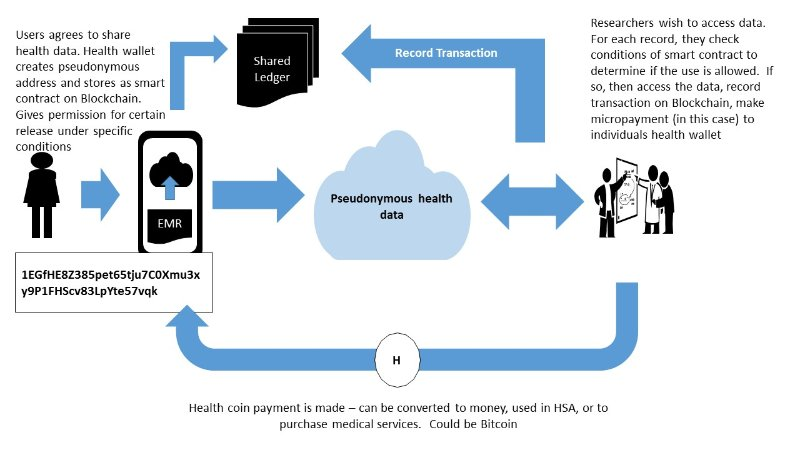 Users agrees to share
health data. Health wallet
creates pseudonymous
address and stores as smart
contract on Blockchain.
Gives permission for certain
release under specific
conditions
Shared
Ledger
Record Transaction
Researchers wish to access data.
For each record, they check
conditions of smart contract to
determine if the use is allowed.  If
so, then access the data, record
transaction on Blockchain, make
micropayment (in this case) to
individuals health wallet
EMR
Pseudonymous health
data
1EGfHE8Z385pet65tju7C0Xmu3x
y9P1FHScv83LpYte57vqk
H
Health coin payment is made – can be converted to money, used in HSA, or to
purchase medical services.  Could be Bitcoin